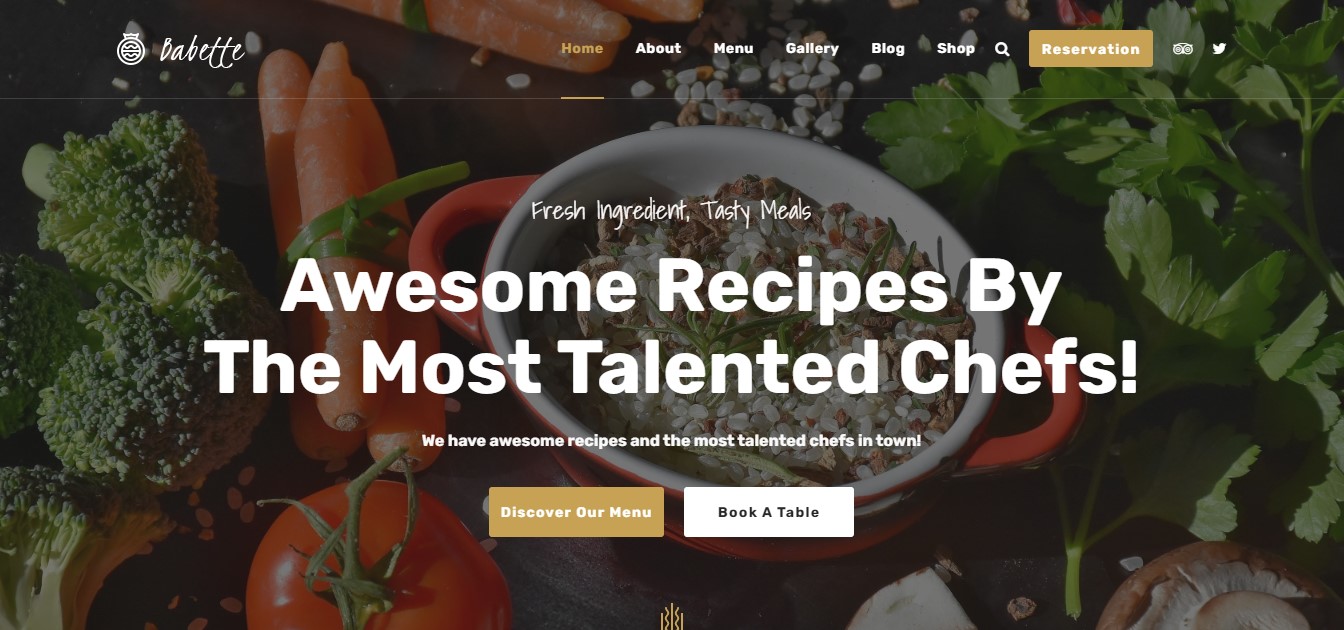 Babette
Home About Menu Gallery Blog Shop Reservation
Fresh Ingredient, Tasty Meals
Awesome Recipes By
The Most Talented Chefs!
We have awesome recipes and the most talented chefs in town!
Discover Our Menu Book A Table